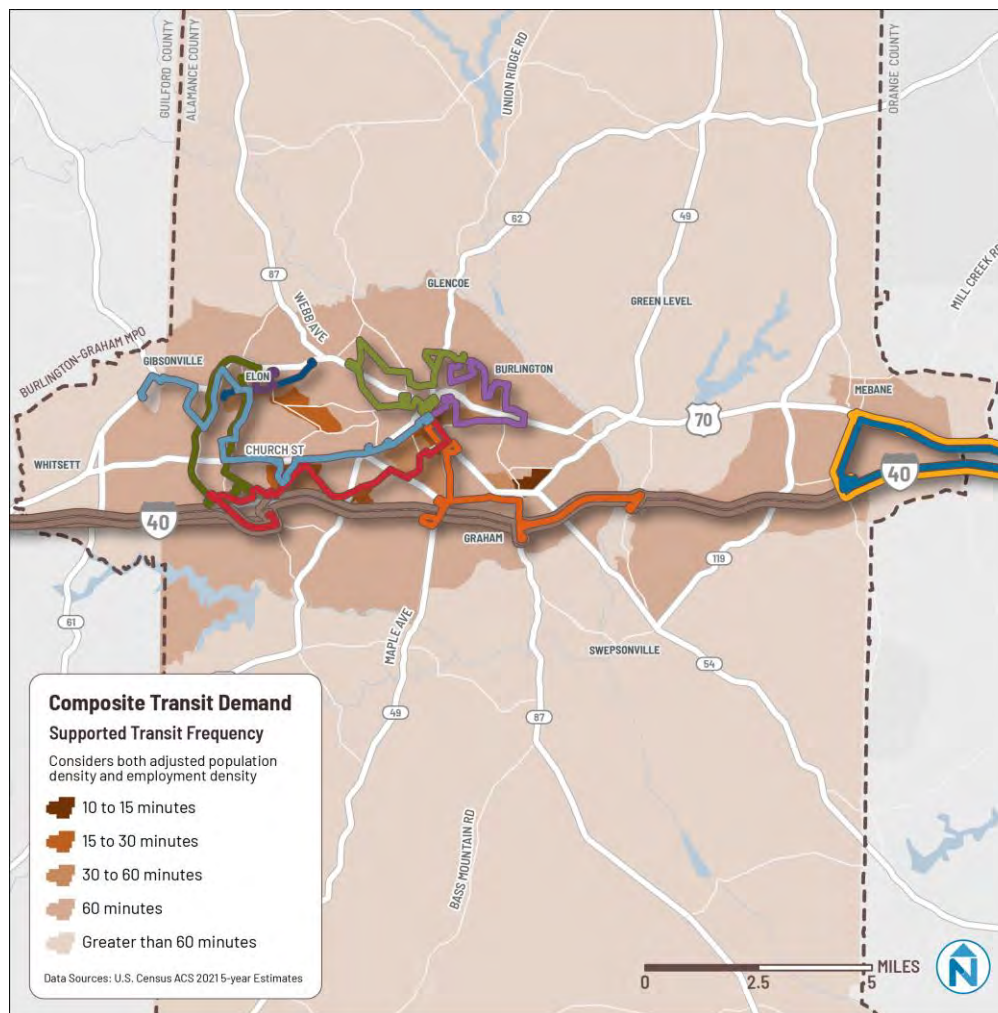 GUILFORD COUNTY
ALAMANCE COUNTY
UNION RIDGE RD
ORANGE COUNTY
62
49
MILL CREEK RD
87
GLENCOE
GREEN LEVEL
WEBB AVE
BURLINGTON-GRAHAM MPO
GIBSONVILLE
ELON
BURLINGTON
MEBANE
70
CHURCH ST
WHITSETT
40
40
GRAHAM
119
61
MAPLE AVE
SWEPSONVILLE
54
49
87
BASS MOUNTAIN RD
Composite Transit Demand
Supported Transit Frequency
Considers both adjusted population
density and employment density
10 to 15 minutes
15 to 30 minutes
30 to 60 minutes
60 minutes
Greater than 60 minutes
Data Sources: U.S. Census ACS 2021 5-year Estimates
MILES
0 2.5 5
N